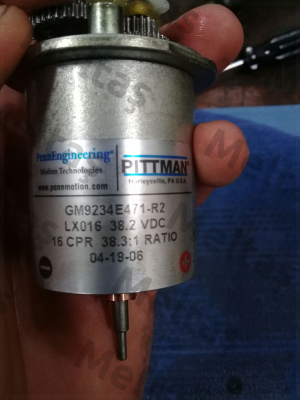 PennEngineering®
Motion Technologies
www.pennmotion.com
PITTMAN®
Harleysville, PA U.S.A.
GM9234E471-R2
LX016 38.2 VDC
16 CPR 38.3:1 RATIO
04-19-06
Meltaş